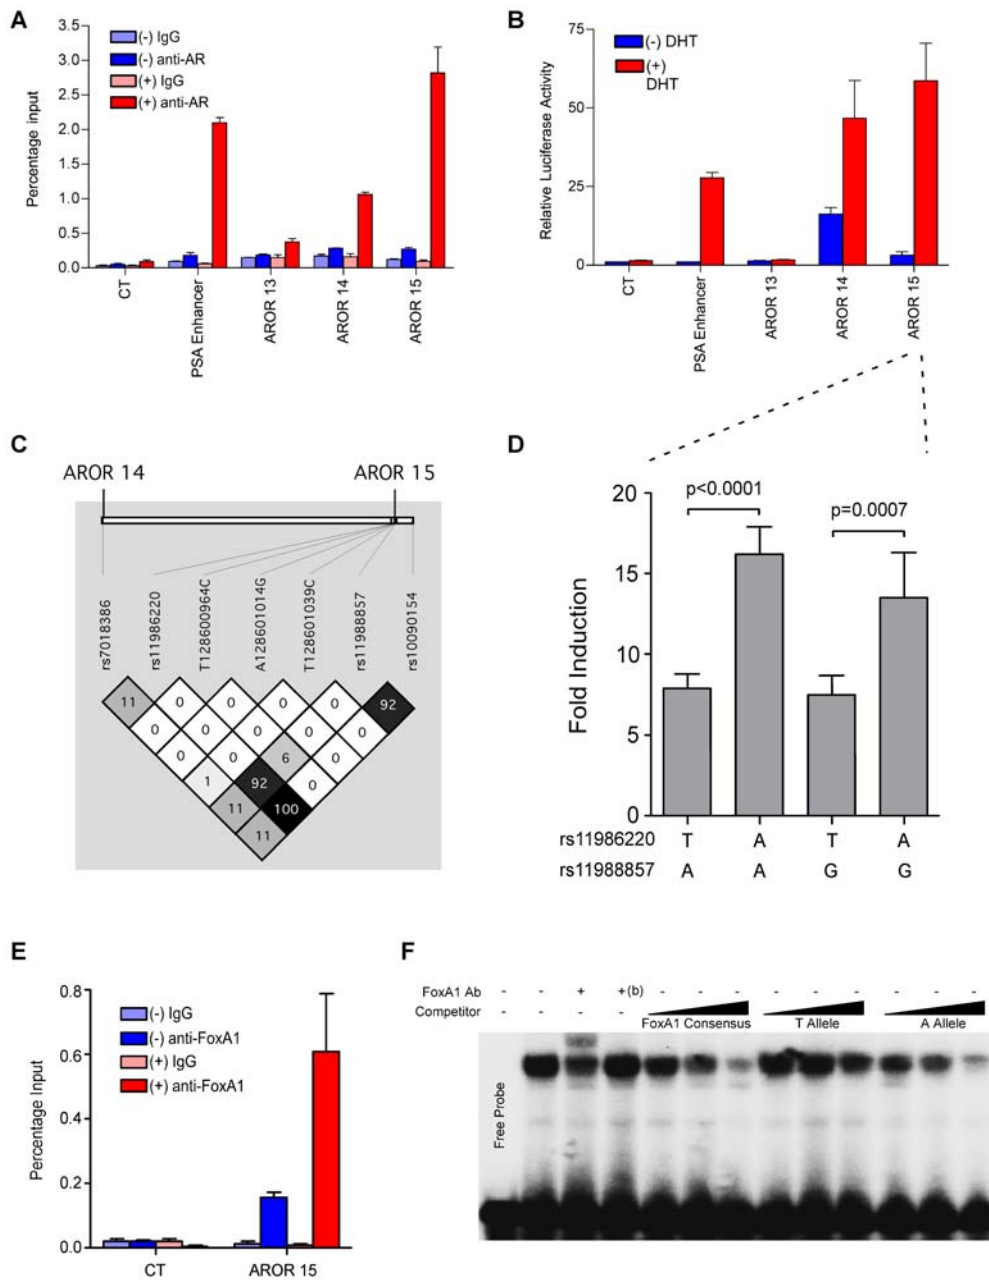 A
3.5
3.0
2.5
2.0
1.5
1.0
0.5
0.0
Percentage input
(-) IgG
(-) anti-AR
(+) IgG
(+) anti-AR
CT
PSA Enhancer
AROR 13
AROR 14
AROR 15
B
75
50
25
0
Relative Luciferase Activity
(-) DHT
(+)
DHT
CT
PSA Enhancer
AROR 13
AROR 14
AROR 15
C
AROR 14
AROR 15
rs7018386
rs11986220
T128600964C
A128601014G
T128601039C
rs11988857
rs10090154
11 0 0 0 0 92
0 0 0 0 0
0 0 6 0
1 92 0
11 100
11
D
20
15
10
5
0
Fold Induction
p<0.0001
p=0.0007
rs11986220 T A T A
rs11988857 A A G G
E
0.8
0.6
0.4
0.2
0.0
Percentage Input
(-) IgG
(-) anti-FoxA1
(+) IgG
(+) anti-FoxA1
CT
AROR 15
F
FoxA1 Ab - - + +(b) - - - - - - - - -
Competitor - - - -
FoxA1 Consensus T Allele A Allele
Free Probe